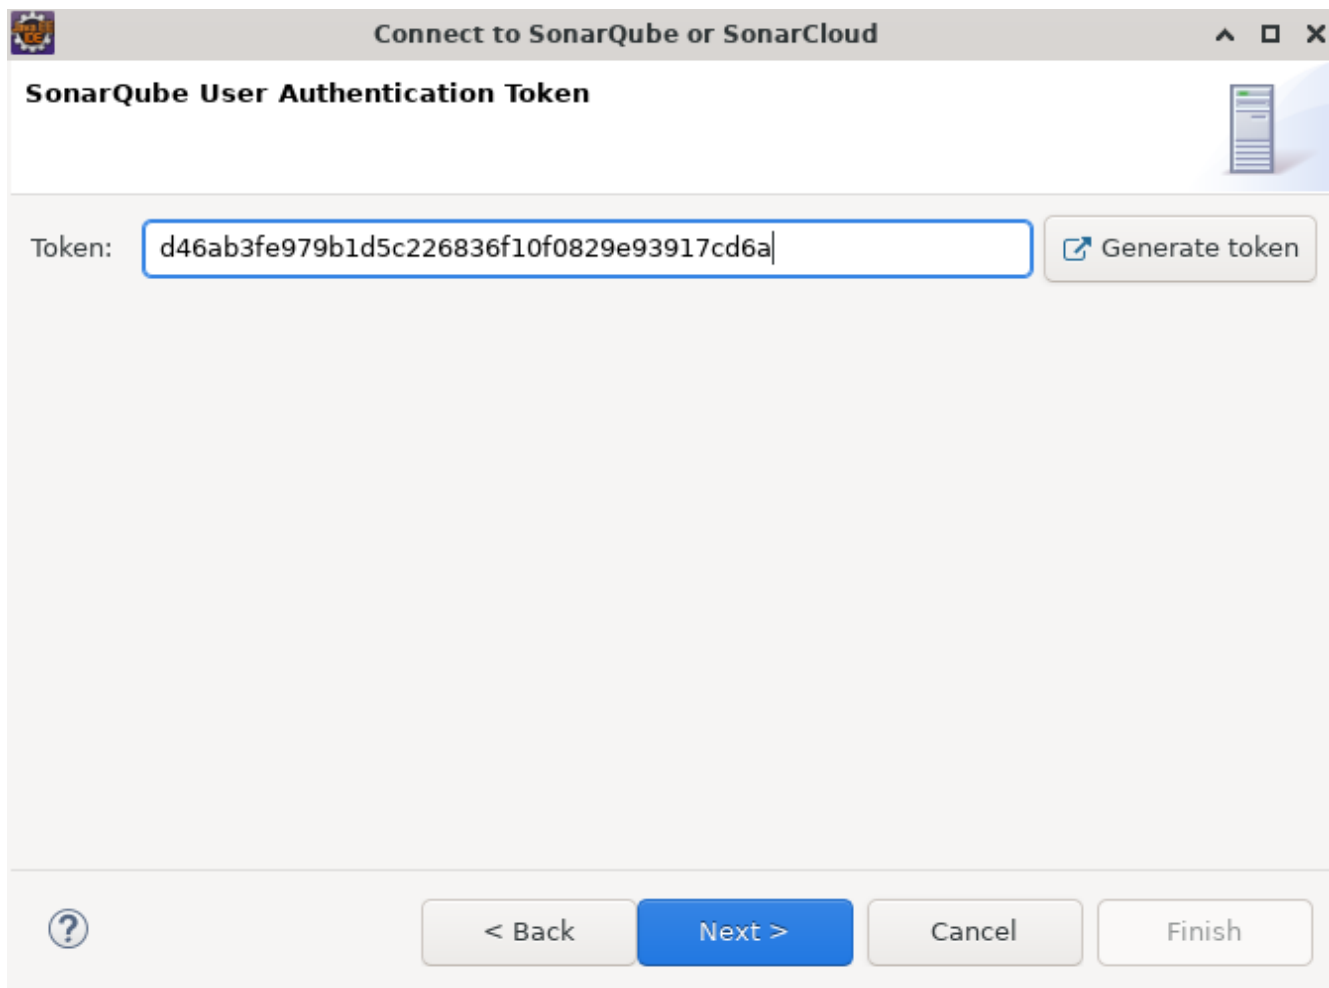 Connect to SonarQube or SonarCloud
SonarQube User Authentication Token
Token: d46ab3fe979b1d5c226836f10f0829e93917cd6a Generate token
< Back Next > Cancel Finish